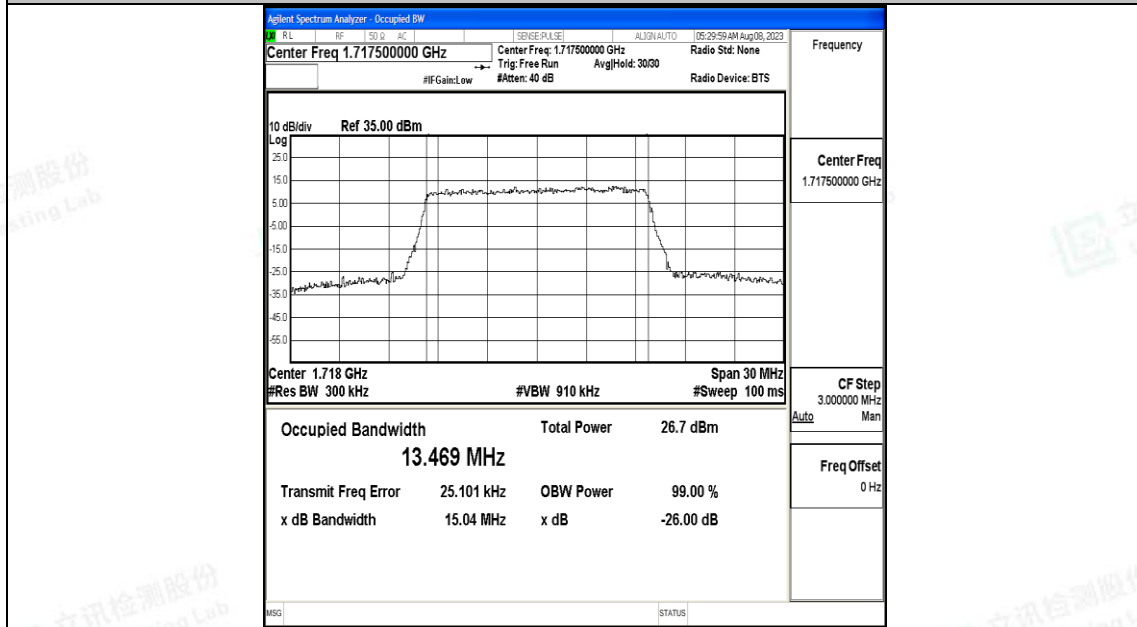 Agilent Spectrum Analyzer - Occupied BW
RL RF 50 Ω AC SENSE:PULSE ALIGN AUTO 05:29:59 AM Aug 08, 2023
Center Freq 1.717500000 GHz
Center Freq: 1.717500000 GHz
Radio Std: None
Trig: Free Run Avg|Hold: 30/30
#IFGain:Low
#Atten: 40 dB
Radio Device: BTS
Frequency
10 dB/div Ref 35.00 dBm
Log
25.0
15.0
5.00
-5.00
-15.0
-25.0
-35.0
-45.0
-55.0
Center Freq
1.717500000 GHz
Center 1.718 GHz
Span 30 MHz
#Res BW 300 kHz
#VBW 910 kHz
#Sweep 100 ms
CF Step
3.000000 MHz
Auto Man
Occupied Bandwidth
13.469 MHz
Total Power 26.7 dBm
Transmit Freq Error 25.101 kHz
OBW Power 99.00 %
x dB Bandwidth 15.04 MHz
x dB -26.00 dB
Freq Offset
0 Hz
MSG
STATUS
立讯检测股份